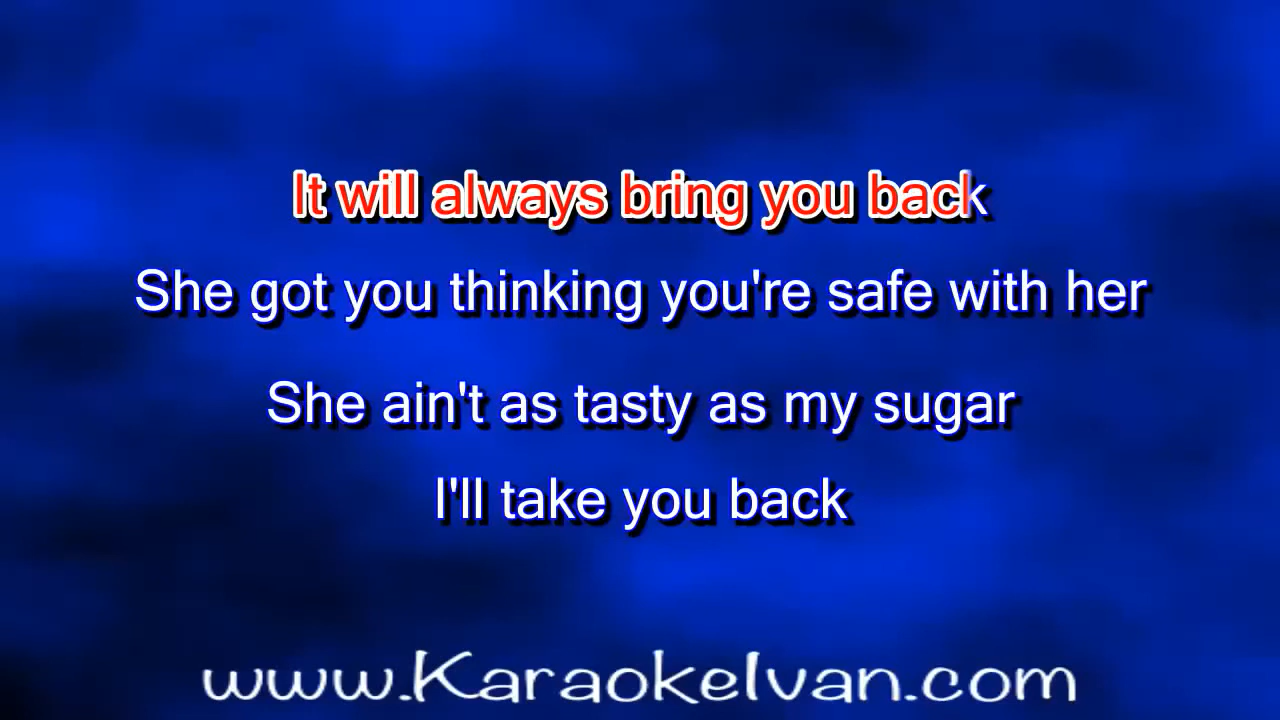 It will always bring you back
She got you thinking you're safe with her
She ain't as tasty as my sugar
I'll take you back
www.KaraokeIvan.com